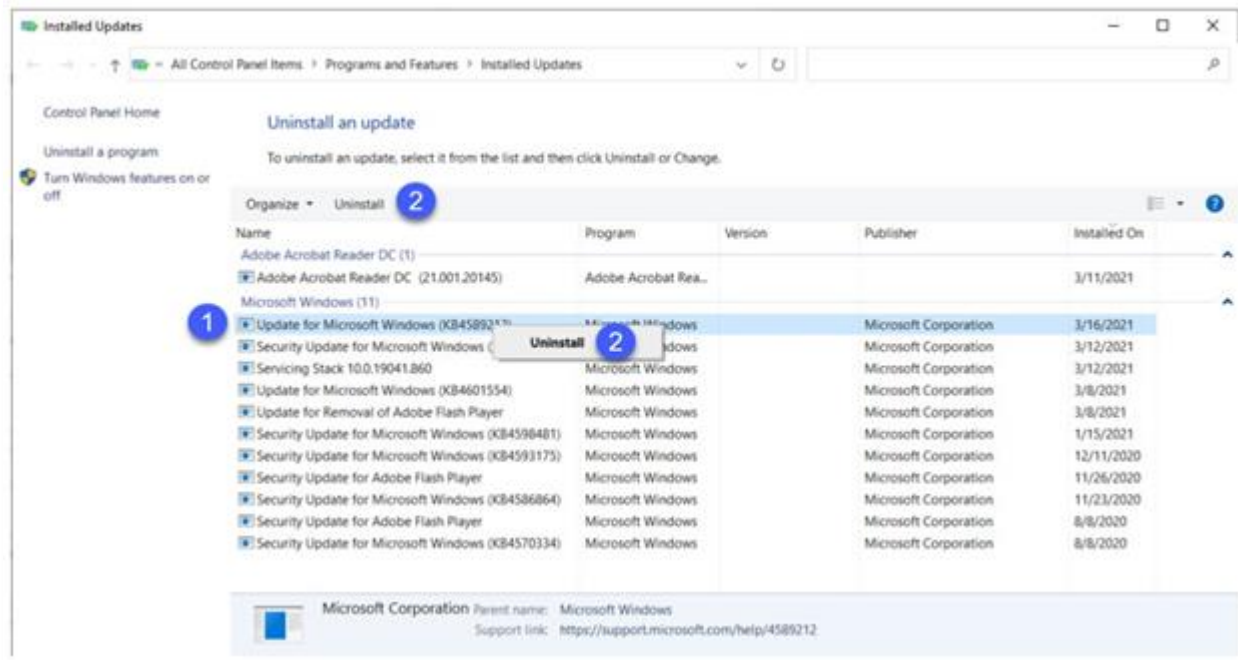 Installed Updates
All Control Panel Items > Programs and Features > Installed Updates
Control Panel Home
Uninstall a program
Turn Windows features on or
off
Uninstall an update
To uninstall an update, select it from the list and then click Uninstall or Change.
Organize Uninstall 2
Name Program Version Publisher Installed On
Adobe Acrobat Reader DC (1)
Adobe Acrobat Reader DC (21.001.20145) Adobe Acrobat Rea... 3/11/2021
Microsoft Windows (11)
1 Update for Microsoft Windows (KB4589212) Microsoft Windows Microsoft Corporation 3/16/2021
Uninstall 2
Security Update for Microsoft Windows Microsoft Corporation 3/12/2021
Servicing Stack 10.0.19041.860 Microsoft Windows Microsoft Corporation 3/12/2021
Update for Microsoft Windows (KB4601554) Microsoft Windows Microsoft Corporation 3/8/2021
Update for Removal of Adobe Flash Player Microsoft Windows Microsoft Corporation 3/8/2021
Security Update for Microsoft Windows (KB4598481) Microsoft Windows Microsoft Corporation 1/15/2021
Security Update for Microsoft Windows (KB4593175) Microsoft Windows Microsoft Corporation 12/11/2020
Security Update for Adobe Flash Player Microsoft Windows Microsoft Corporation 11/26/2020
Security Update for Microsoft Windows (KB4586864) Microsoft Windows Microsoft Corporation 11/23/2020
Security Update for Adobe Flash Player Microsoft Windows Microsoft Corporation 8/8/2020
Security Update for Microsoft Windows (KB4570334) Microsoft Windows Microsoft Corporation 8/8/2020
Microsoft Corporation Parent name: Microsoft Windows
Support link: https://support.microsoft.com/help/4589212